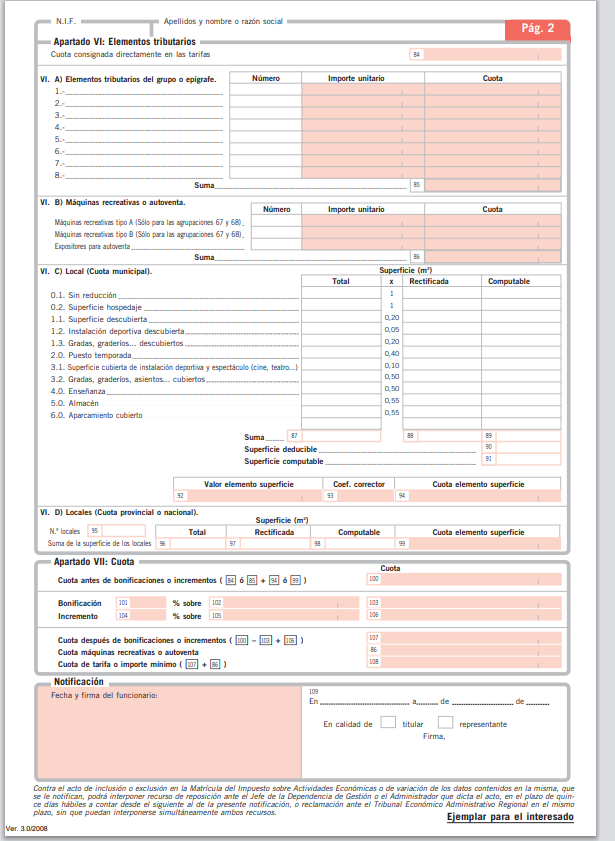 N.I.F. Apellidos y nombre o razón social
Pág. 2
Apartado VI: Elementos tributarios
Cuota consignada directamente en las tarifas 84
VI. A) Elementos tributarios del grupo o epígrafe. Número Importe unitario Cuota
1.-
2.-
3.-
4.-
5.-
6.-
7.-
8.-
Suma 85
VI. B) Máquinas recreativas o autoventa. Número Importe unitario Cuota
Máquinas recreativas tipo A (Sólo para las agrupaciones 67 y 68)
Máquinas recreativas tipo B (Sólo para las agrupaciones 67 y 68)
Expositores para autoventa
Suma 86
VI. C) Local (Cuota municipal). Superficie (m²)
Total x Rectificada Computable
0.1. Sin reducción 1
0.2. Superficie hospedaje 1
1.1. Superficie descubierta 0,20
1.2. Instalación deportiva descubierta 0,05
1.3. Gradas, graderíos... descubiertos 0,20
2.0. Puesto temporada 0,40
3.1. Superficie cubierta de instalación deportiva y espectáculo (cine, teatro...) 0,10
3.2. Gradas, graderíos, asientos... cubiertos 0,50
4.0. Enseñanza 0,50
5.0. Almacén 0,55
6.0. Aparcamiento cubierto 0,55
Suma 87 88 89
Superficie deducible 90
Superficie computable 91
Valor elemento superficie Coef. corrector Cuota elemento superficie
92 93 94
VI. D) Locales (Cuota provincial o nacional).
Superficie (m²)
N.º locales 95 Total Rectificada Computable Cuota elemento superficie
Suma de la superficie de los locales 96 97 98 99
Apartado VII: Cuota
Cuota
Cuota antes de bonificaciones o incrementos ( 84 ó 85 + 94 ó 99 ) 100
Bonificación 101 % sobre 102 103
Incremento 104 % sobre 105 106
Cuota después de bonificaciones o incrementos ( 100 – 103 + 106 ) 107
Cuota máquinas recreativas o autoventa 86
Cuota de tarifa o importe mínimo ( 107 + 86 ) 108
Notificación
Fecha y firma del funcionario:
109
En a de de
En calidad de titular representante
Firma,
Contra el acto de inclusión o exclusión en la Matrícula del Impuesto sobre Actividades Económicas o de variación de los datos contenidos en la misma, que
se le notifican, podrá interponer recurso de reposición ante el Jefe de la Dependencia de Gestión o el Administrador que dicta el acto, en el plazo de quin-
ce días hábiles a contar desde el siguiente al de la presente notificación, o reclamación ante el Tribunal Económico Administrativo Regional en el mismo
plazo, sin que puedan interponerse simultáneamente ambos recursos.
Ejemplar para el interesado
Ver. 3.0/2008